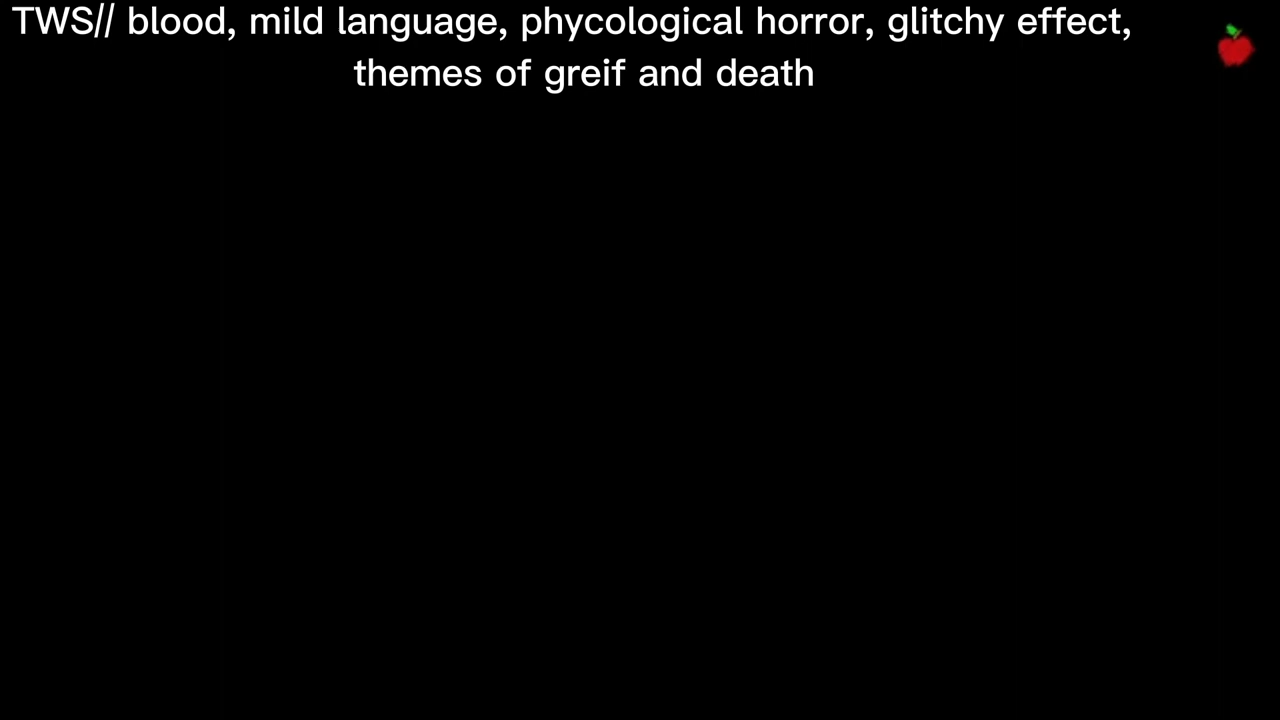 TWS// blood, mild language, phycological horror, glitchy effect,
themes of greif and death